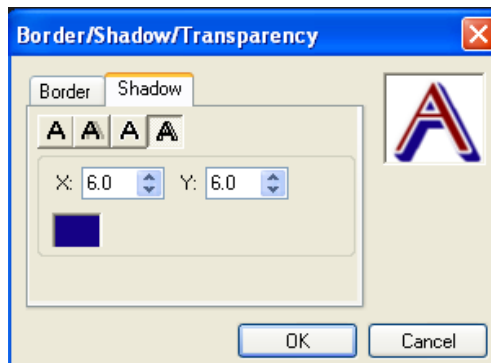 Border/Shadow/Transparency
Border Shadow
A A A A
A
X: 6.0 Y: 6.0
OK Cancel